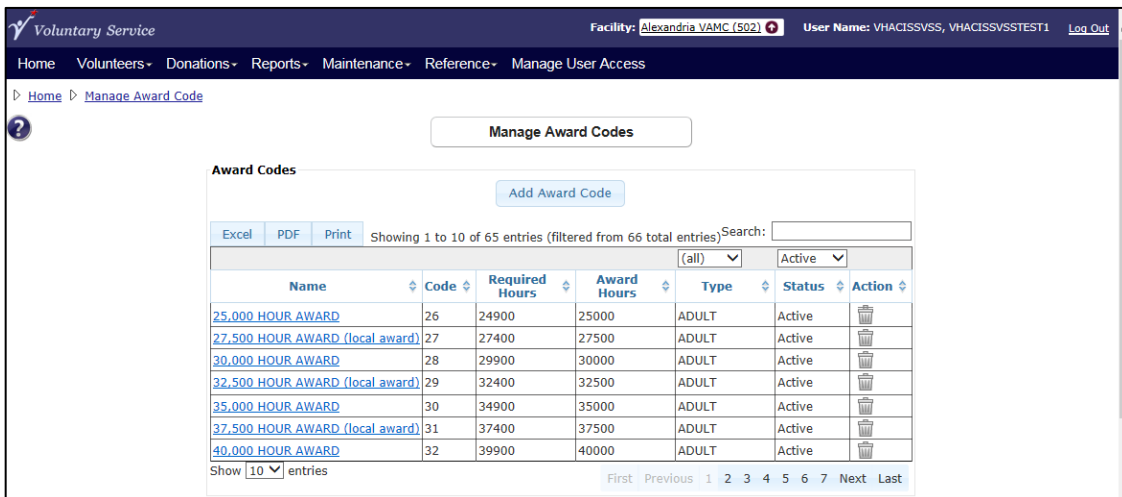 Voluntary Service Facility: Alexandria VAMC (502) User Name: VHACISSVSS, VHACISSVSSTEST1 Log Out
Home Volunteers Donations Reports Maintenance Reference Manage User Access
Home Manage Award Code
?
Manage Award Codes
Award Codes
Add Award Code
Excel PDF Print Showing 1 to 10 of 65 entries (filtered from 66 total entries) Search:
(all) Active
Name Code Required Hours Award Hours Type Status Action
25,000 HOUR AWARD 26 24900 25000 ADULT Active
27,500 HOUR AWARD (local award) 27 27400 27500 ADULT Active
30,000 HOUR AWARD 28 29900 30000 ADULT Active
32,500 HOUR AWARD (local award) 29 32400 32500 ADULT Active
35,000 HOUR AWARD 30 34900 35000 ADULT Active
37,500 HOUR AWARD (local award) 31 37400 37500 ADULT Active
40,000 HOUR AWARD 32 39900 40000 ADULT Active
Show 10 entries First Previous 1 2 3 4 5 6 7 Next Last